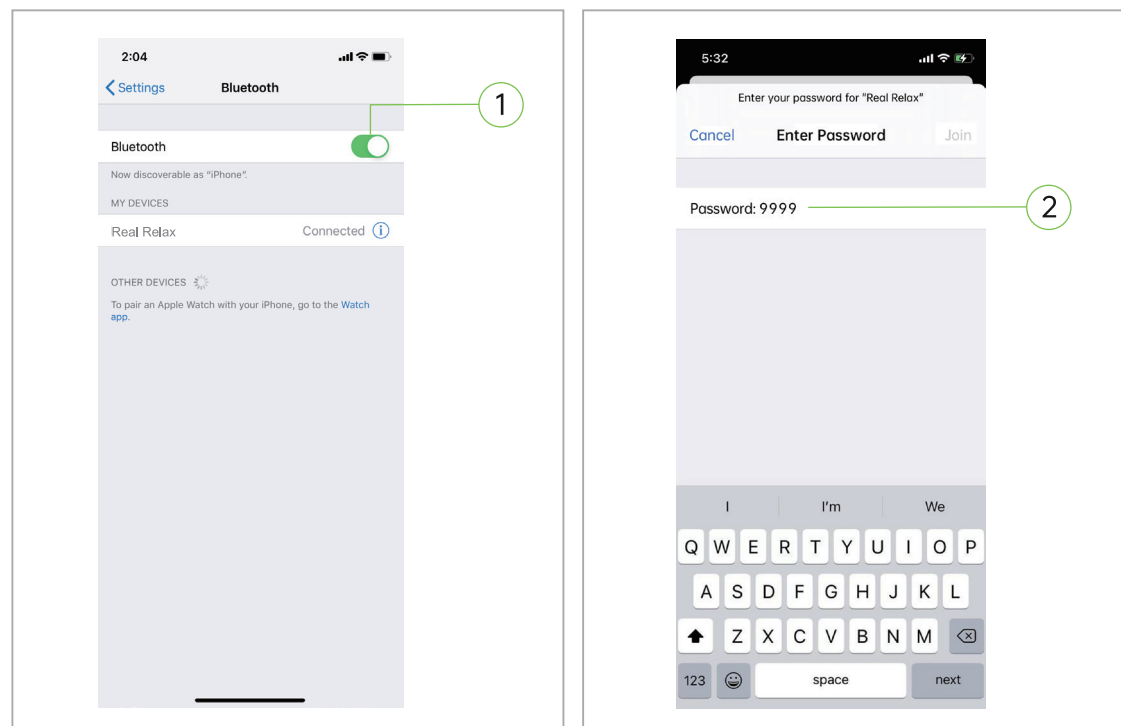 2:04
Settings Bluetooth
1
Bluetooth
Now discoverable as “iPhone”.
MY DEVICES
Real Relax Connected i
OTHER DEVICES
To pair an Apple Watch with your iPhone, go to the Watch
app.
5:32
Enter your password for “Real Relax”
Cancel Enter Password Join
Password: 9999
2
I I’m We
Q W E R T Y U I O P
A S D F G H J K L
Z X C V B N M
123 space next